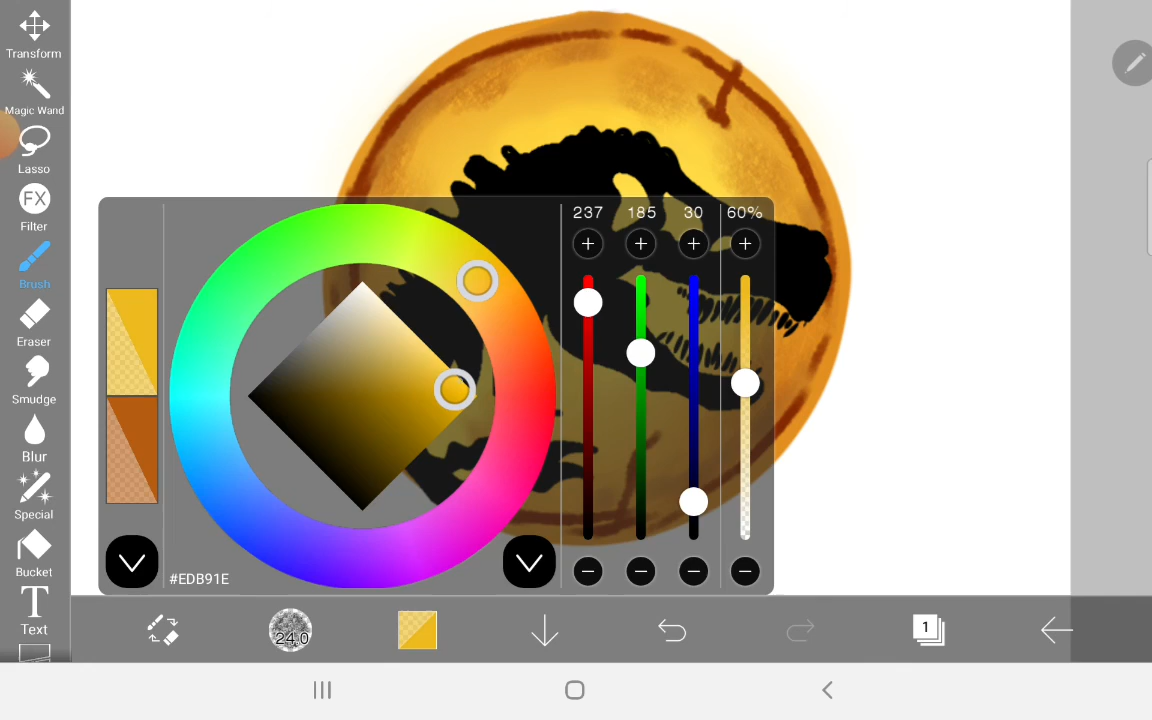 Transform
Magic Wand
Lasso
FX
Filter
Brush
Eraser
Smudge
Blur
Special
Bucket
T
Text
237 185 30 60%
#EDB91E
24.0
1